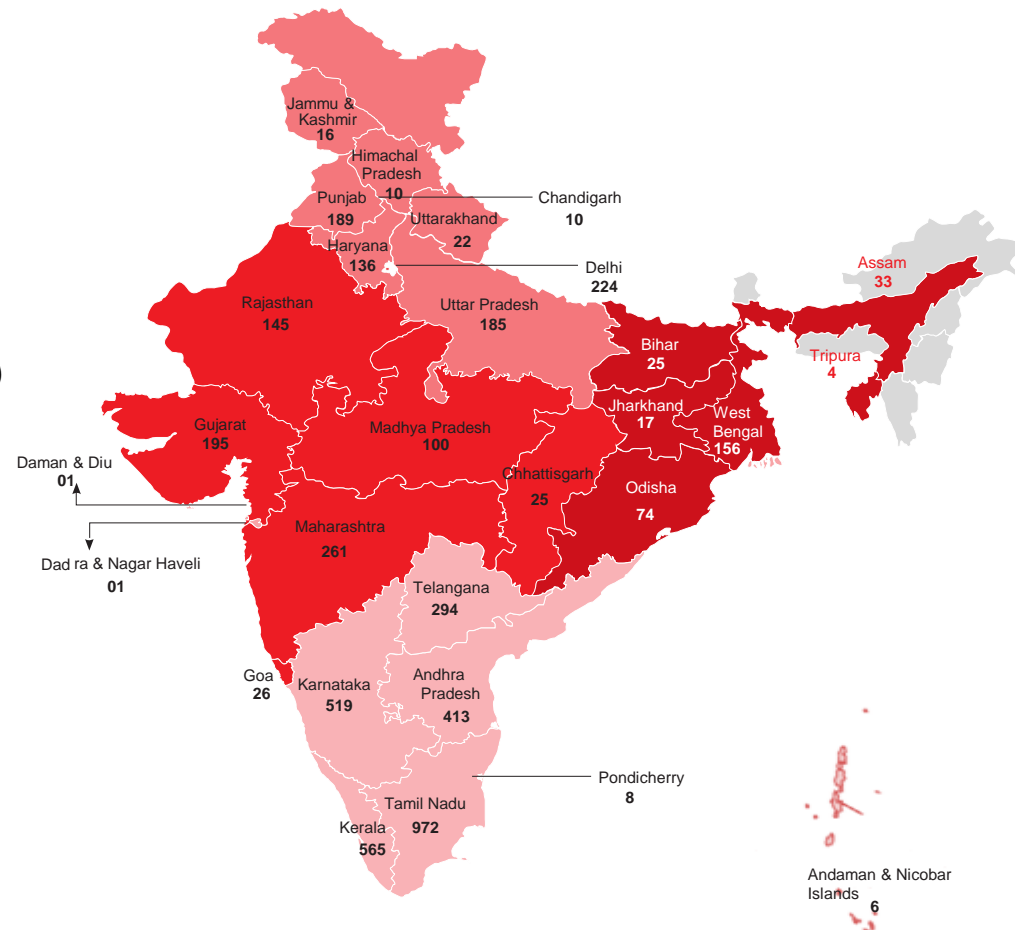 Jammu &
Kashmir
16
Himachal
Pradesh
10
Chandigarh
10
Punjab
189
Uttarakhand
22
Haryana
136
Delhi
224
Assam
33
Rajasthan
145
Uttar Pradesh
185
Bihar
25
Tripura
4
Jharkhand
17
West
Bengal
156
Gujarat
195
Madhya Pradesh
100
Daman & Diu
01
Chhattisgarh
25
Odisha
74
Maharashtra
261
Dad ra & Nagar Haveli
01
Telangana
294
Goa
26
Karnataka
519
Andhra
Pradesh
413
Pondicherry
8
Tamil Nadu
972
Kerala
565
Andaman & Nicobar
Islands
6
)